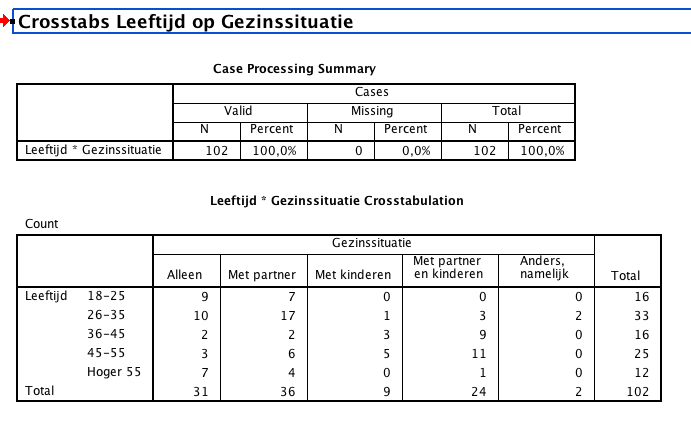 Crosstabs Leeftijd op Gezinssituatie
Case Processing Summary
Cases
Valid Missing Total
N Percent N Percent N Percent
Leeftijd * Gezinssituatie 102 100,0% 0 0,0% 102 100,0%
Leeftijd * Gezinssituatie Crosstabulation
Count
Gezinssituatie
Alleen Met partner Met kinderen Met partner en kinderen Anders, namelijk Total
Leeftijd 18-25 9 7 0 0 0 16
26-35 10 17 1 3 2 33
36-45 2 2 3 9 0 16
45-55 3 6 5 11 0 25
Hoger 55 7 4 0 1 0 12
Total 31 36 9 24 2 102